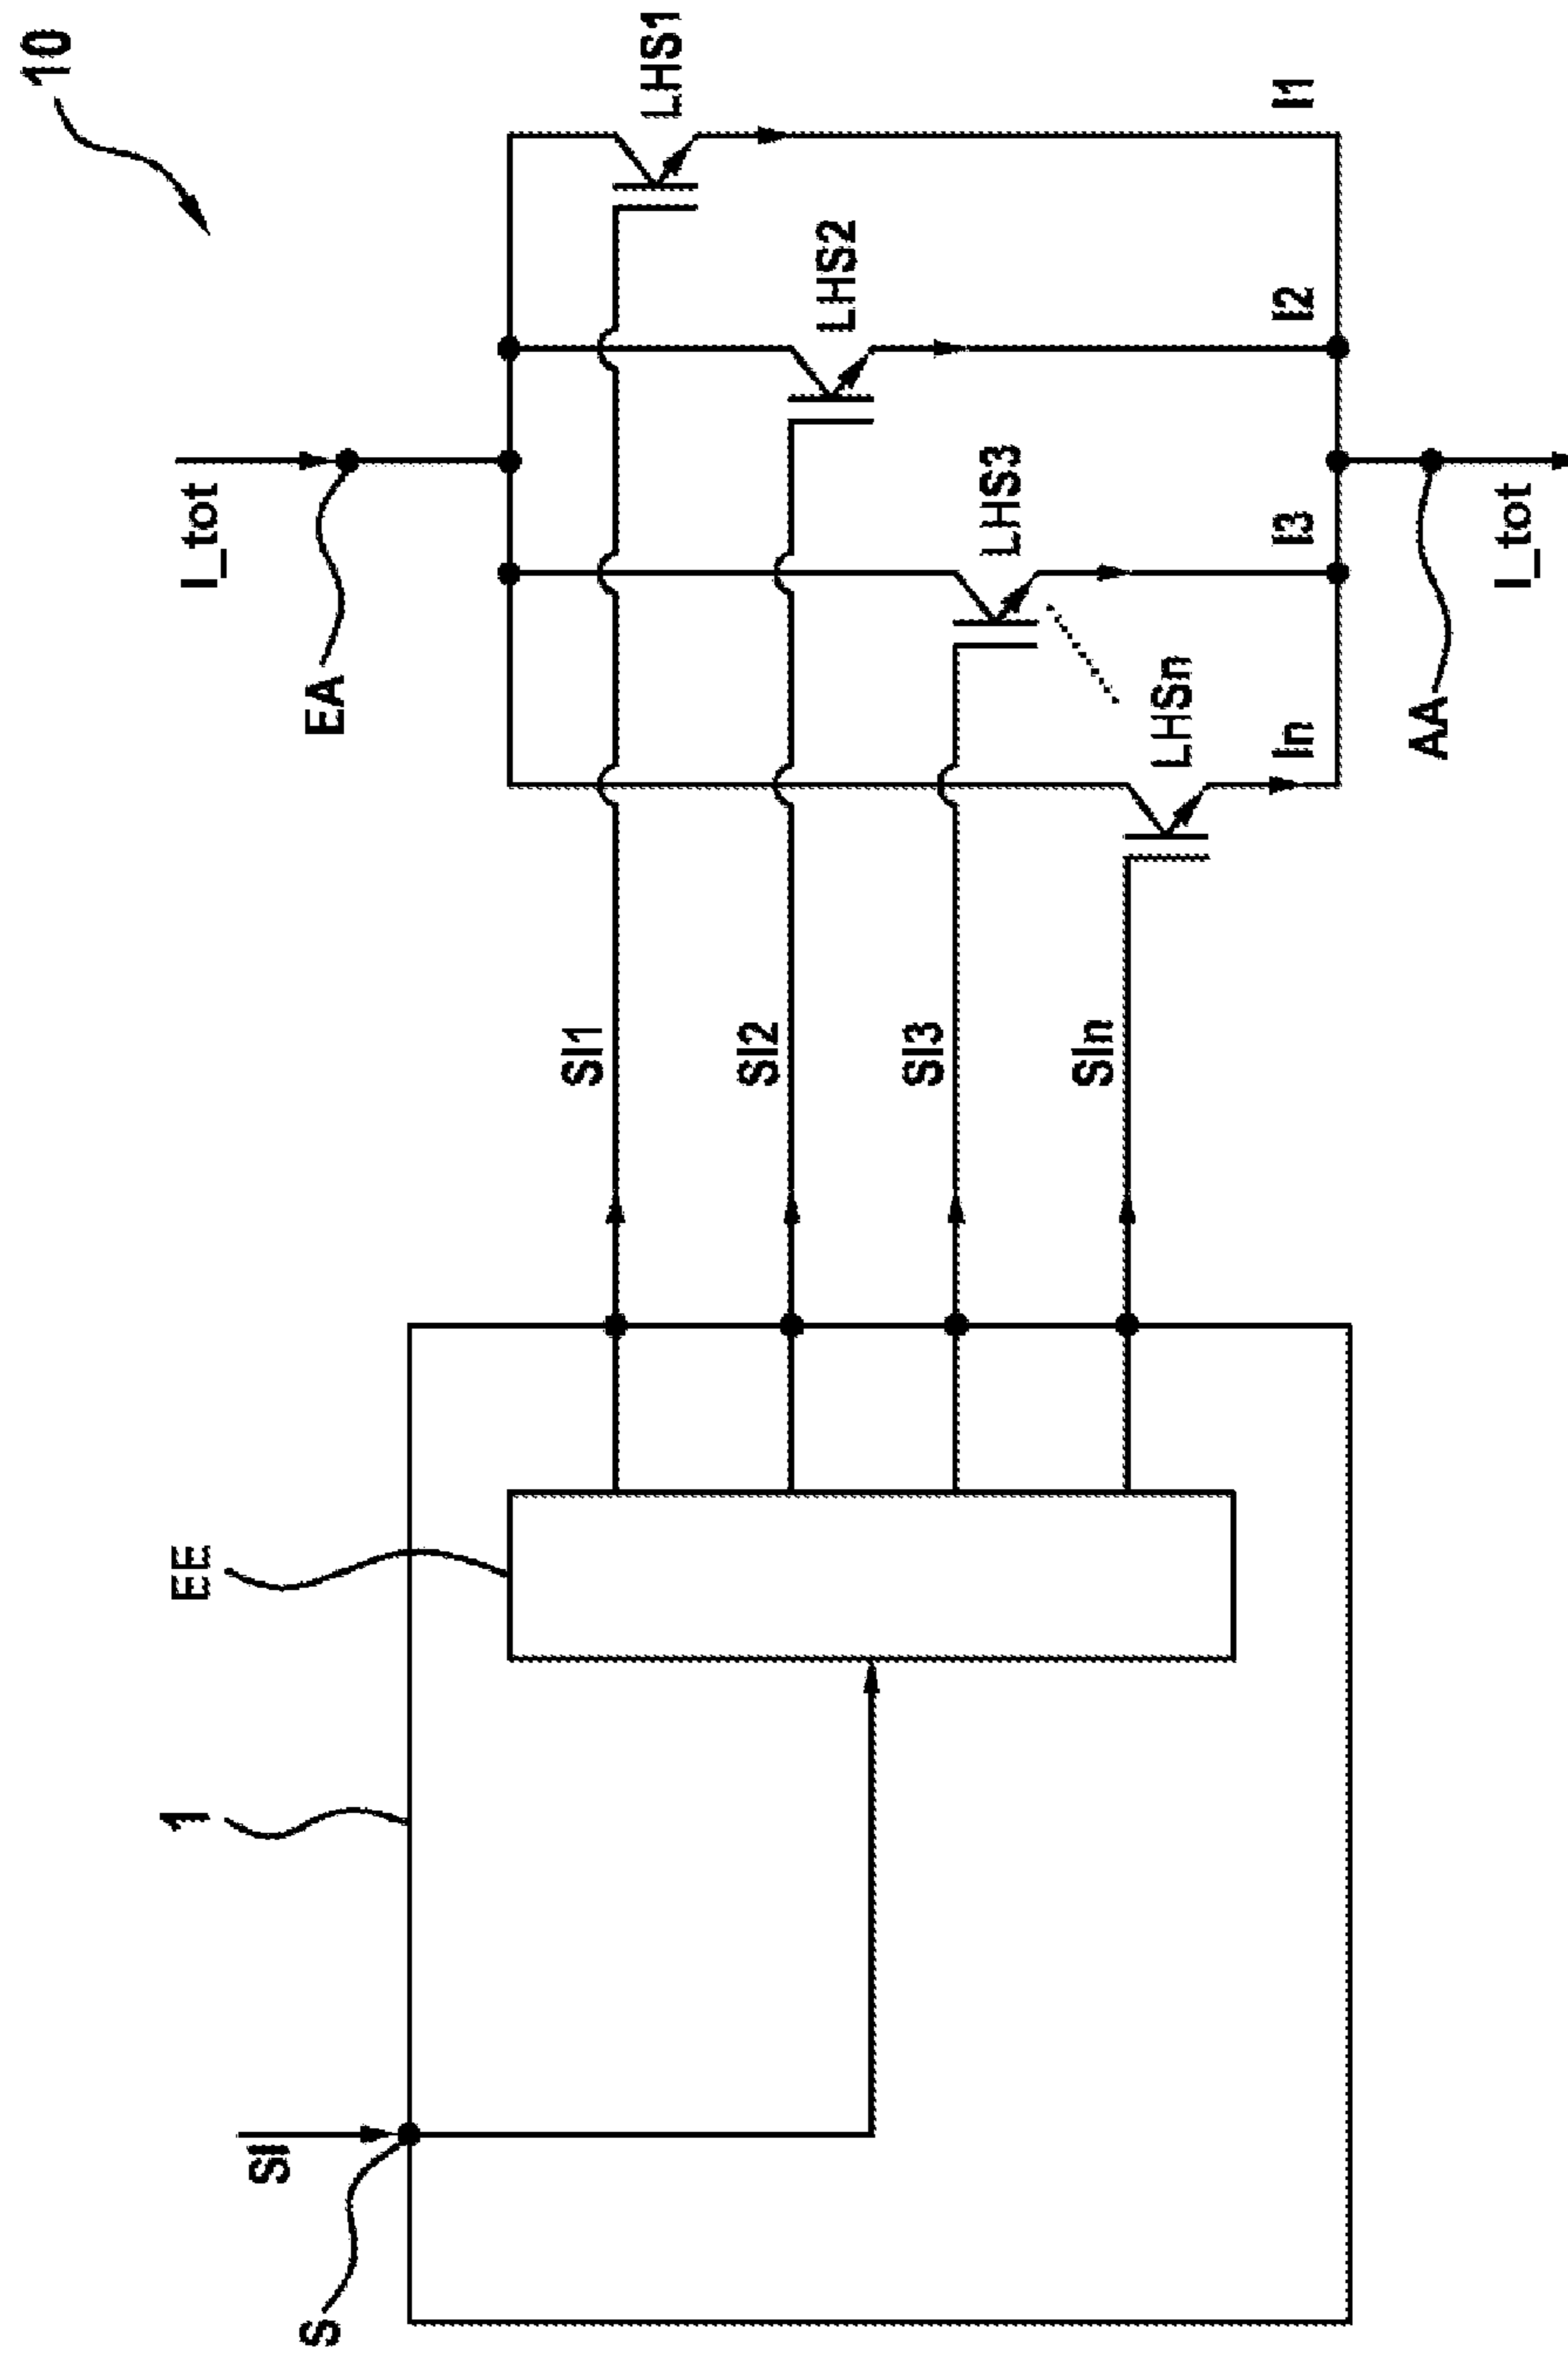 10
I_tot
EA
LHS1
LHS2
LHS3
LHSn
I1
I2
I3
In
AA
I_tot
SI1
SI2
SI3
SIn
EE
1
SI
S